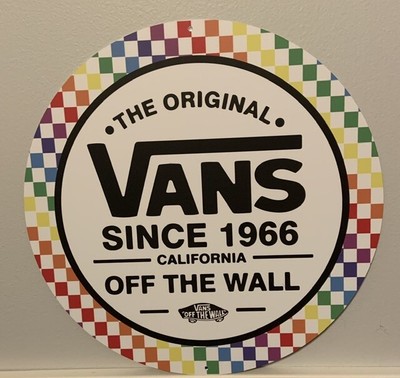 •THE ORIGINAL•
VANS
SINCE 1966
CALIFORNIA
OFF THE WALL
VANS
"OFF THE WALL"